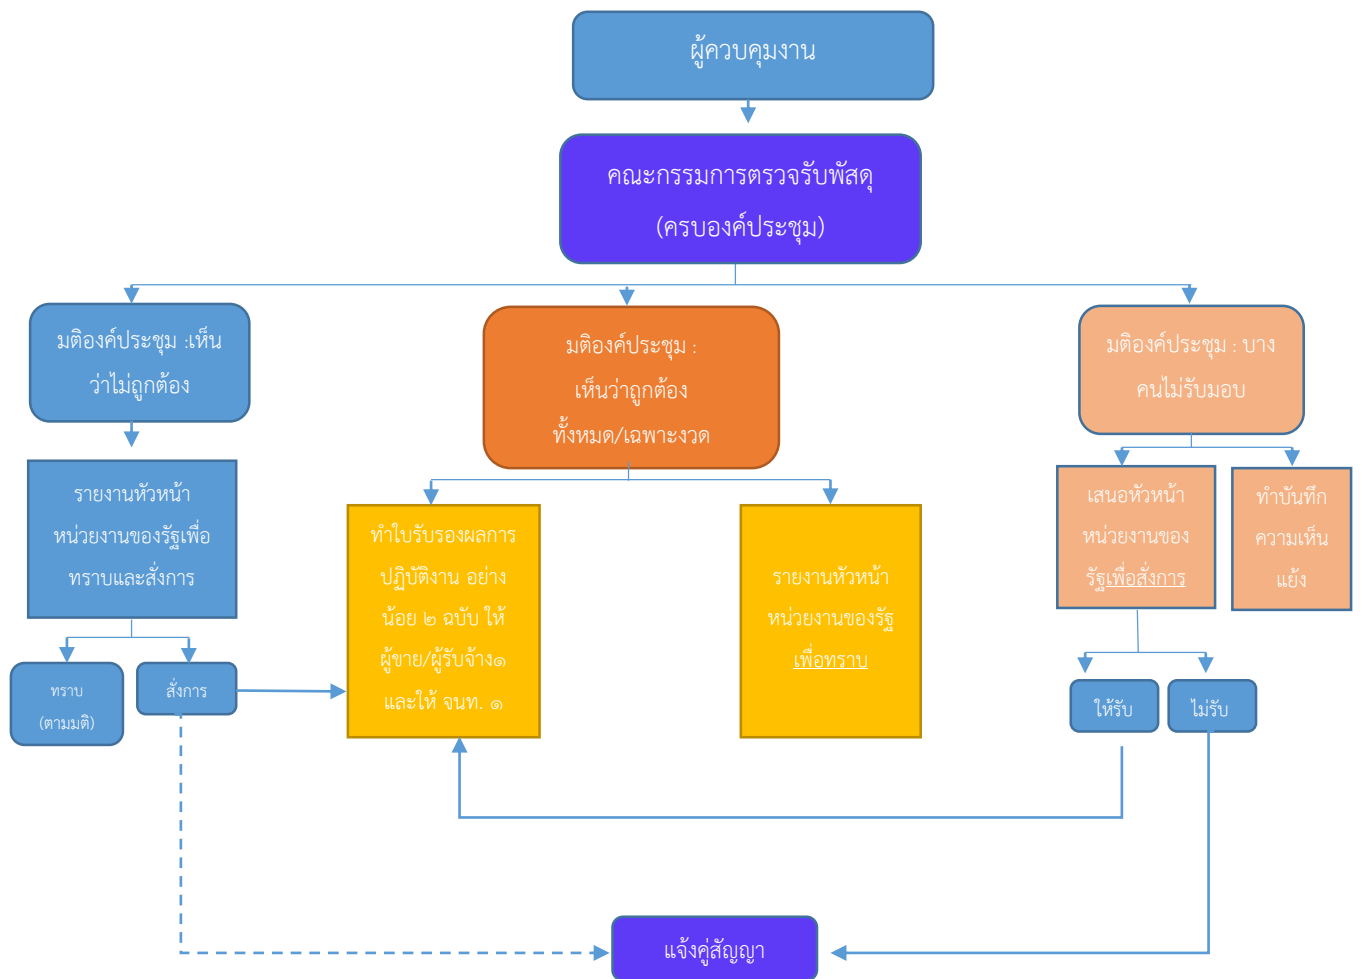 ผู้ควบคุมงาน
คณะกรรมการตรวจรับพัสดุ
(ครบองค์ประชุม)
มติองค์ประชุม :เห็น
ว่าไม่ถูกต้อง
มติองค์ประชุม :
เห็นว่าถูกต้อง
ทั้งหมด/เฉพาะงวด
มติองค์ประชุม : บาง
คนไม่รับมอบ
รายงานหัวหน้า
หน่วยงานของรัฐเพื่อ
ทราบและสั่งการ
ทำใบรับรองผลการ
ปฏิบัติงาน อย่าง
น้อย ๒ ฉบับ ให้
ผู้ขาย/ผู้รับจ้าง๑
และให้ จนท. ๑
รายงานหัวหน้า
หน่วยงานของรัฐ
เพื่อทราบ
เสนอหัวหน้า
หน่วยงานของ
รัฐเพื่อสั่งการ
ทำบันทึก
ความเห็น
แย้ง
ทราบ
(ตามมติ)
สั่งการ
ให้รับ
ไม่รับ
แจ้งคู่สัญญา